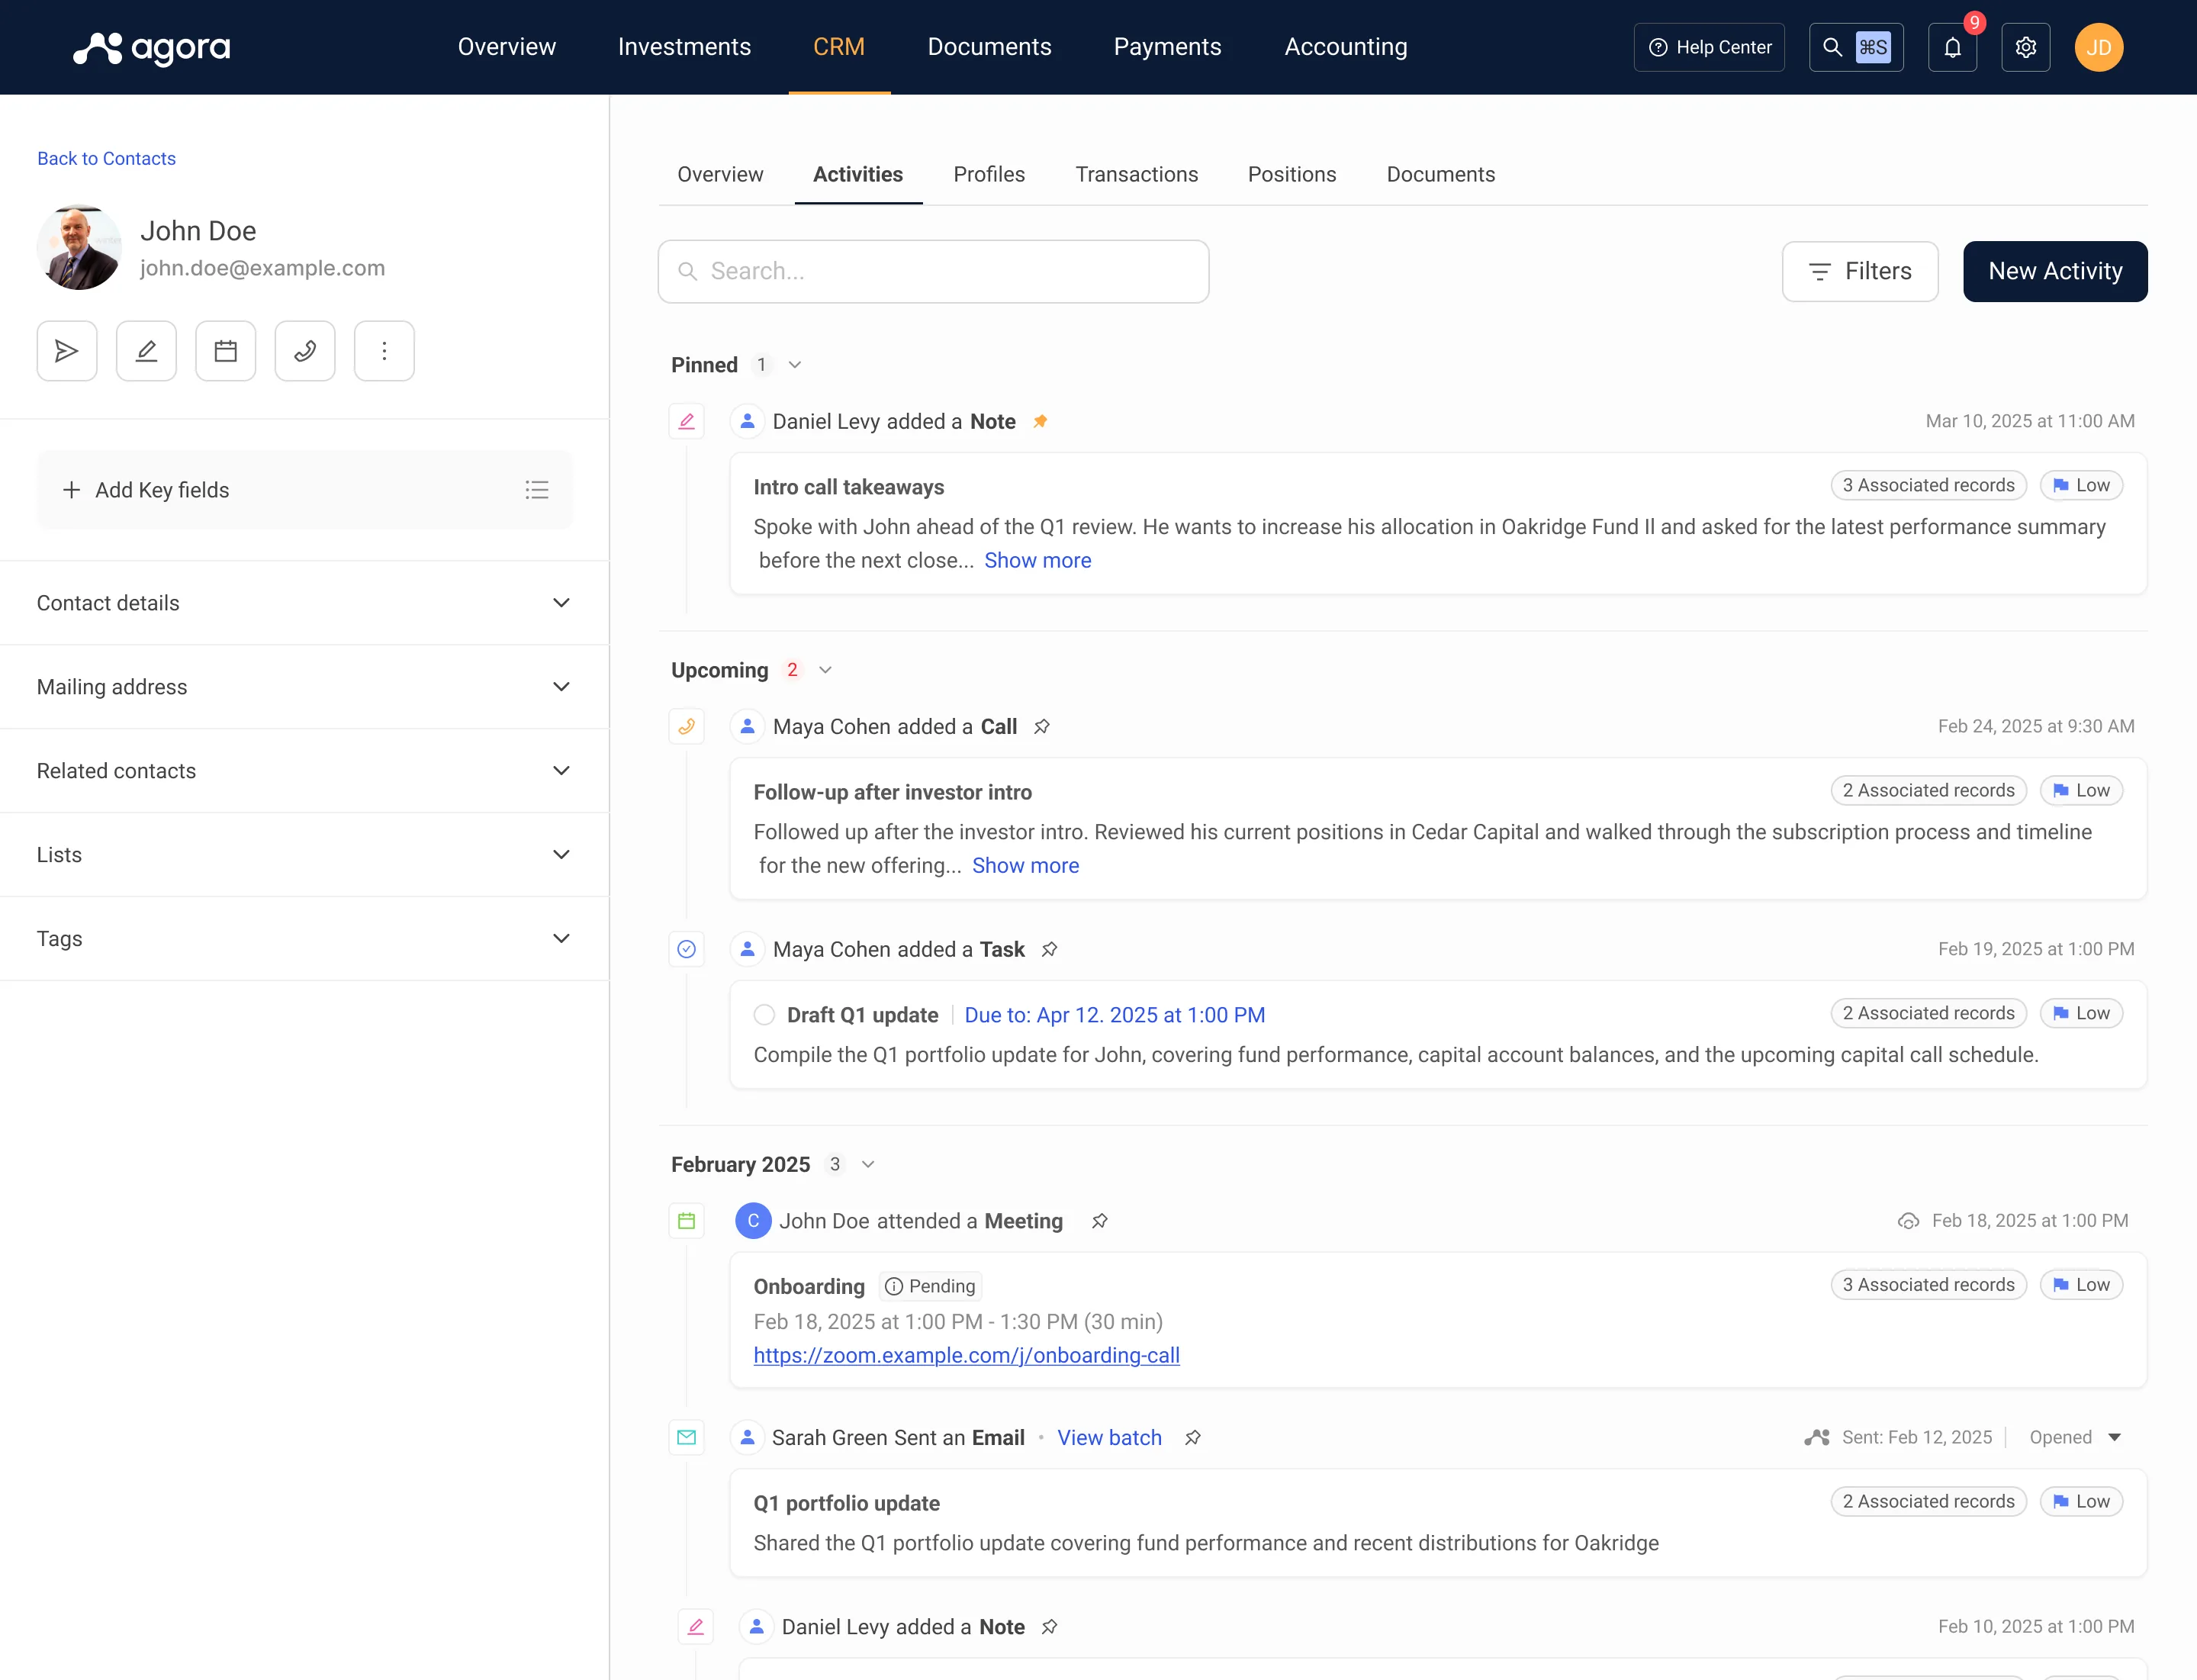 agora
Overview
Investments
CRM
Documents
Payments
Accounting
Help Center
⌘S
9
JD
Back to Contacts
John Doe
john.doe@example.com
Add Key fields
Contact details
Mailing address
Related contacts
Lists
Tags
Overview
Activities
Profiles
Transactions
Positions
Documents
Search...
Filters
New Activity
Pinned 1
Daniel Levy added a Note
Mar 10, 2025 at 11:00 AM
Intro call takeaways
3 Associated records
Low
Spoke with John ahead of the Q1 review. He wants to increase his allocation in Oakridge Fund II and asked for the latest performance summary
before the next close... Show more
Upcoming 2
Maya Cohen added a Call
Feb 24, 2025 at 9:30 AM
Follow-up after investor intro
2 Associated records
Low
Followed up after the investor intro. Reviewed his current positions in Cedar Capital and walked through the subscription process and timeline
for the new offering... Show more
Maya Cohen added a Task
Feb 19, 2025 at 1:00 PM
Draft Q1 update
Due to: Apr 12. 2025 at 1:00 PM
2 Associated records
Low
Compile the Q1 portfolio update for John, covering fund performance, capital account balances, and the upcoming capital call schedule.
February 2025 3
C
John Doe attended a Meeting
Feb 18, 2025 at 1:00 PM
Onboarding
Pending
3 Associated records
Low
Feb 18, 2025 at 1:00 PM - 1:30 PM (30 min)
https://zoom.example.com/j/onboarding-call
Sarah Green Sent an Email • View batch
Sent: Feb 12, 2025
Opened
Q1 portfolio update
2 Associated records
Low
Shared the Q1 portfolio update covering fund performance and recent distributions for Oakridge
Daniel Levy added a Note
Feb 10, 2025 at 1:00 PM